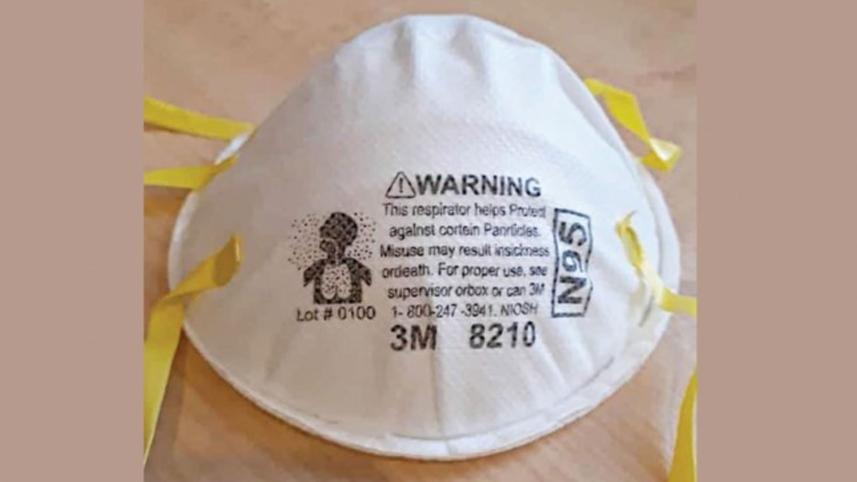 WARNING
This respirator helps Protect
against certain Panrticles.
Misuse may result insickness
ordeath. For proper use, see
supervisor orbox or can 3M
1- 800-247 -3941. NIOSH
3M 8210
Lot # 0100
N95